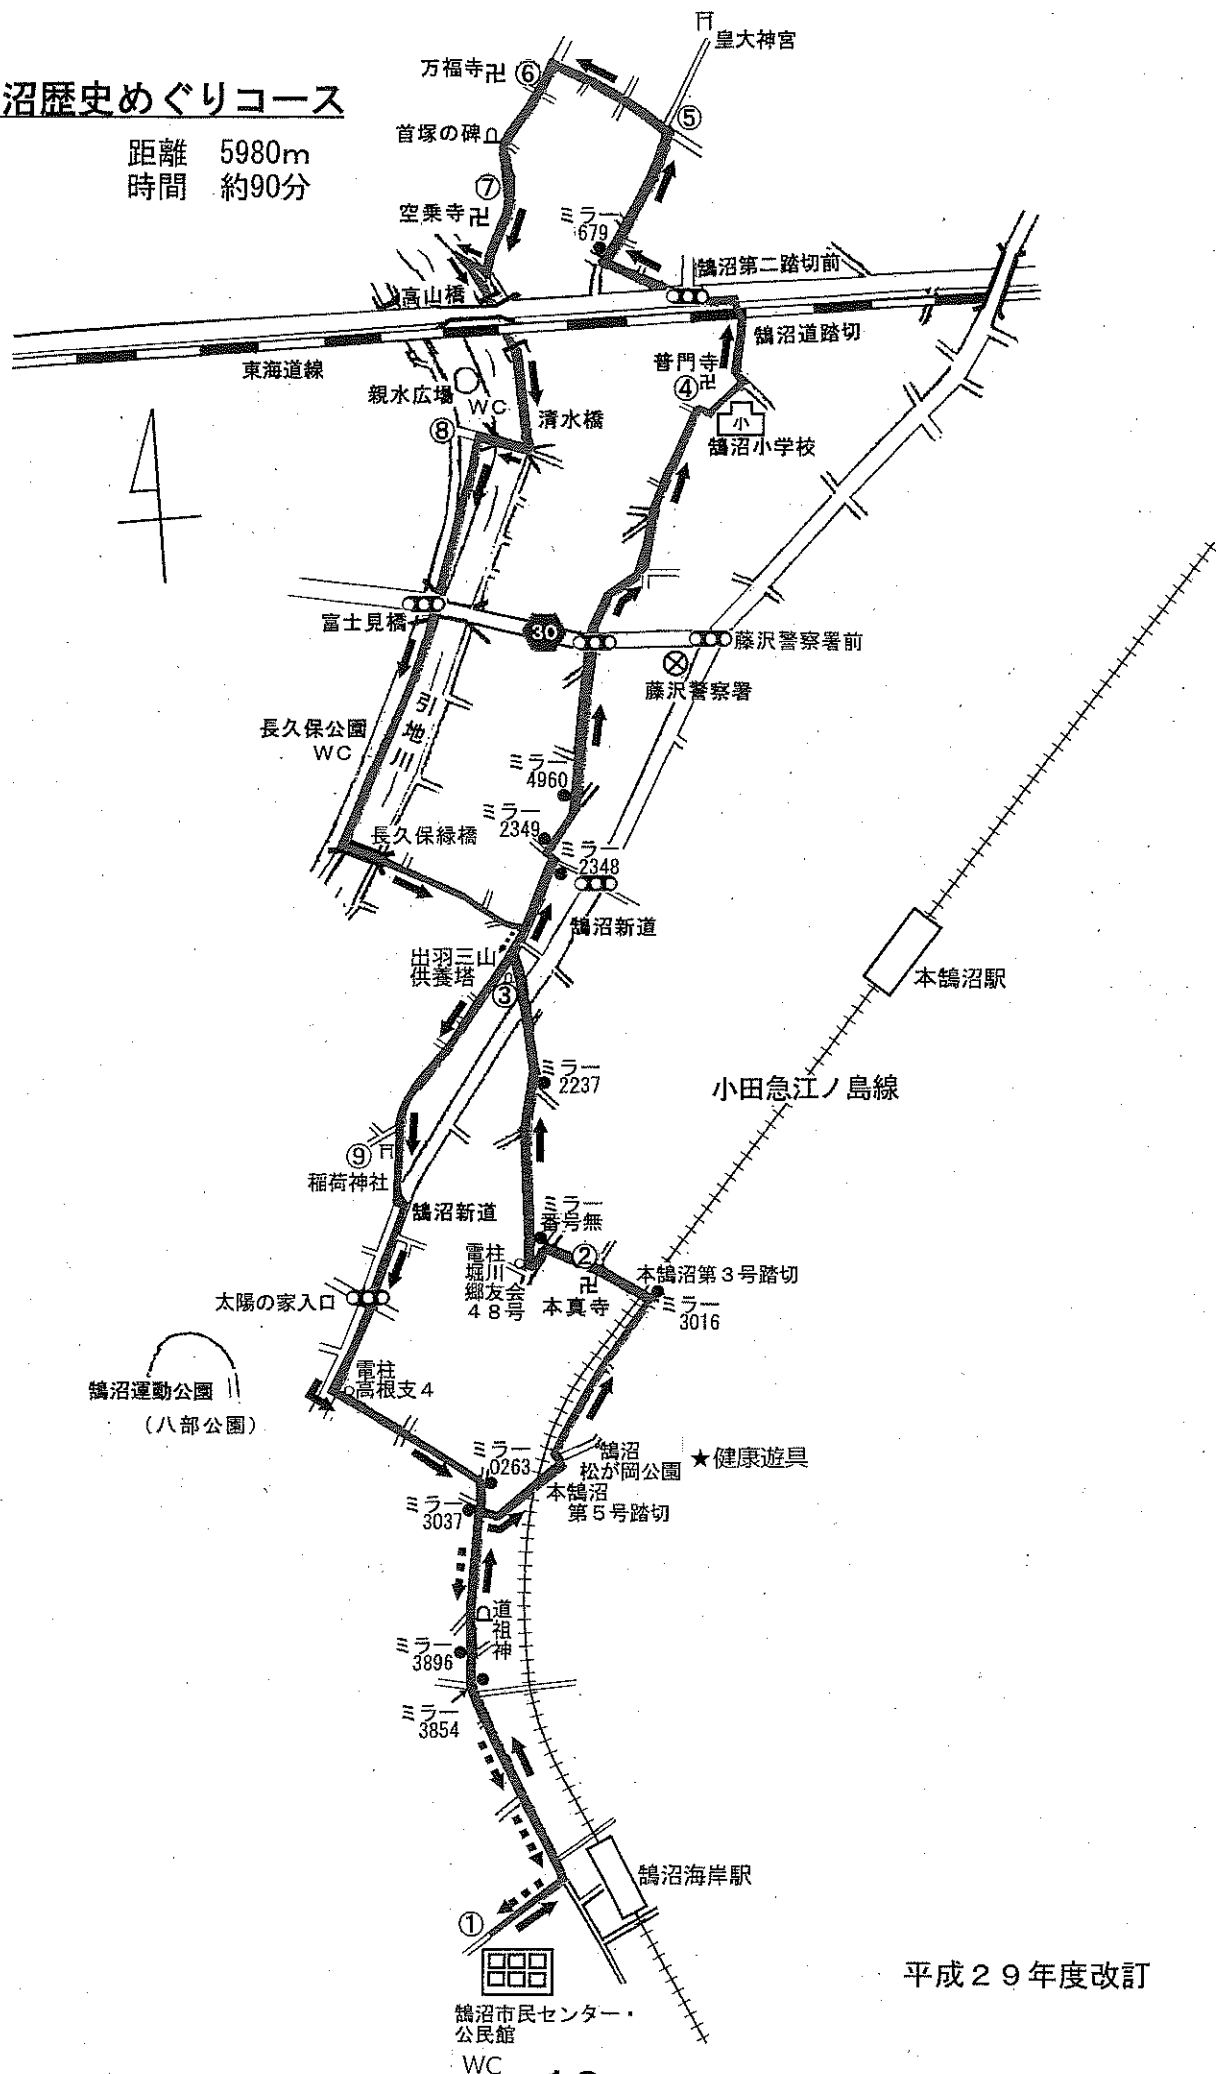 皇大神宮
万福寺卍⑥
沼歴史めぐりコース
⑤
首塚の碑
距離 5980m
時間 約90分
⑦
空乗寺卍
ミラー
679
鵠沼第二踏切前
高山橋
鵠沼道踏切
東海道線
普門寺
④卍
親水広場
WC
清水橋
⑧
小
鵠沼小学校
富士見橋
30
藤沢警察署前
藤沢警察署
引地川
長久保公園
WC
ミラー
4960
ミラー
2349
長久保緑橋
ミラー
2348
鵠沼新道
出羽三山
供養塔
③
本鵠沼駅
ミラー
2237
小田急江ノ島線
⑨
稲荷神社
鵠沼新道
ミラー
番号無
電柱
堀川
郷友会
48号
②
卍
本真寺
本鵠沼第3号踏切
ミラー
3016
太陽の家入口
電柱
高根支4
鵠沼運動公園
(八部公園)
ミラー
0263
鵠沼
松が岡公園
★健康遊具
本鵠沼
第5号踏切
ミラー
3037
道祖神
ミラー
3896
ミラー
3854
鵠沼海岸駅
①
平成29年度改訂
鵠沼市民センター・
公民館
WC